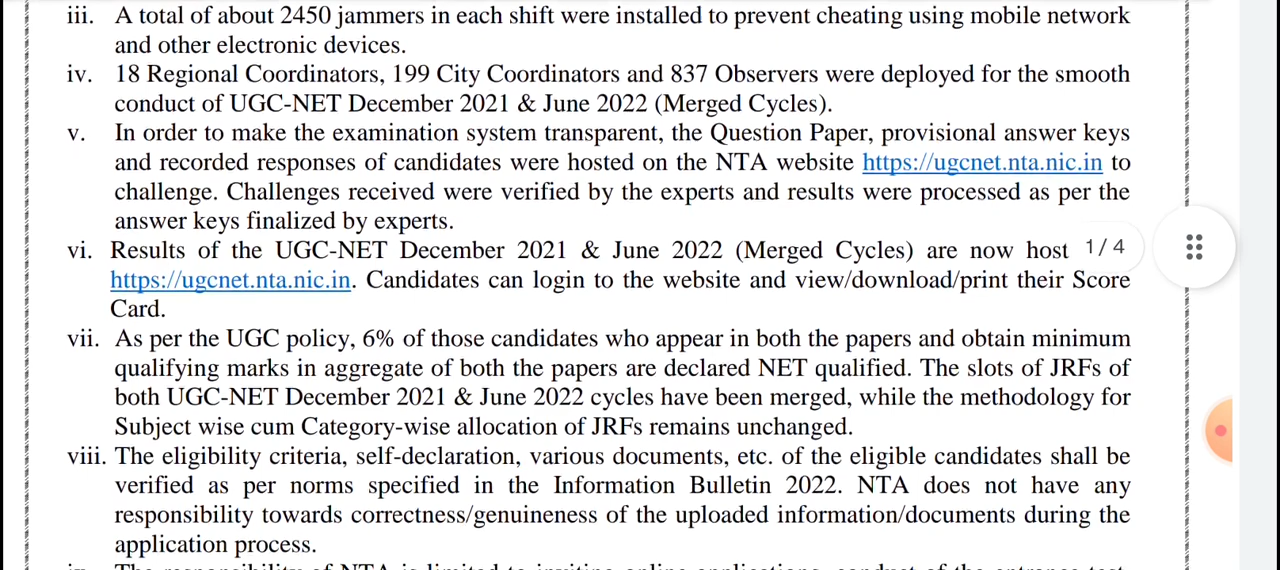 iii. A total of about 2450 jammers in each shift were installed to prevent cheating using mobile network
and other electronic devices.
iv. 18 Regional Coordinators, 199 City Coordinators and 837 Observers were deployed for the smooth
conduct of UGC-NET December 2021 & June 2022 (Merged Cycles).
v. In order to make the examination system transparent, the Question Paper, provisional answer keys
and recorded responses of candidates were hosted on the NTA website https://ugcnet.nta.nic.in to
challenge. Challenges received were verified by the experts and results were processed as per the
answer keys finalized by experts.
vi. Results of the UGC-NET December 2021 & June 2022 (Merged Cycles) are now host 1/4
https://ugcnet.nta.nic.in. Candidates can login to the website and view/download/print their Score
Card.
vii. As per the UGC policy, 6% of those candidates who appear in both the papers and obtain minimum
qualifying marks in aggregate of both the papers are declared NET qualified. The slots of JRFs of
both UGC-NET December 2021 & June 2022 cycles have been merged, while the methodology for
Subject wise cum Category-wise allocation of JRFs remains unchanged.
viii. The eligibility criteria, self-declaration, various documents, etc. of the eligible candidates shall be
verified as per norms specified in the Information Bulletin 2022. NTA does not have any
responsibility towards correctness/genuineness of the uploaded information/documents during the
application process.